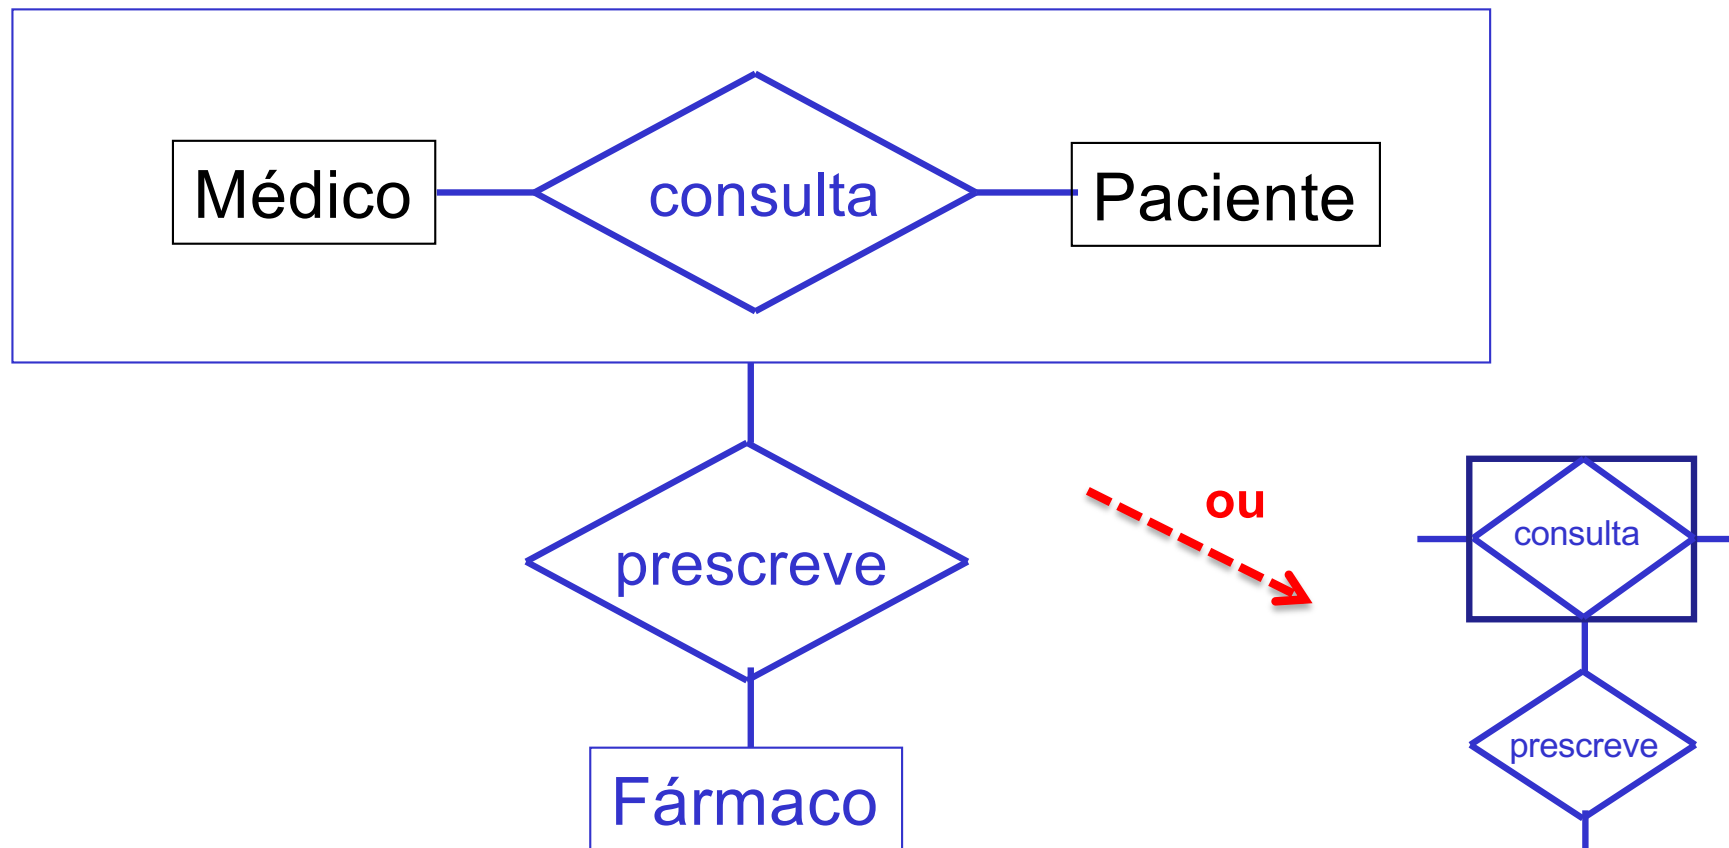 Médico
consulta
Paciente
prescreve
Fármaco
ou
consulta
prescreve